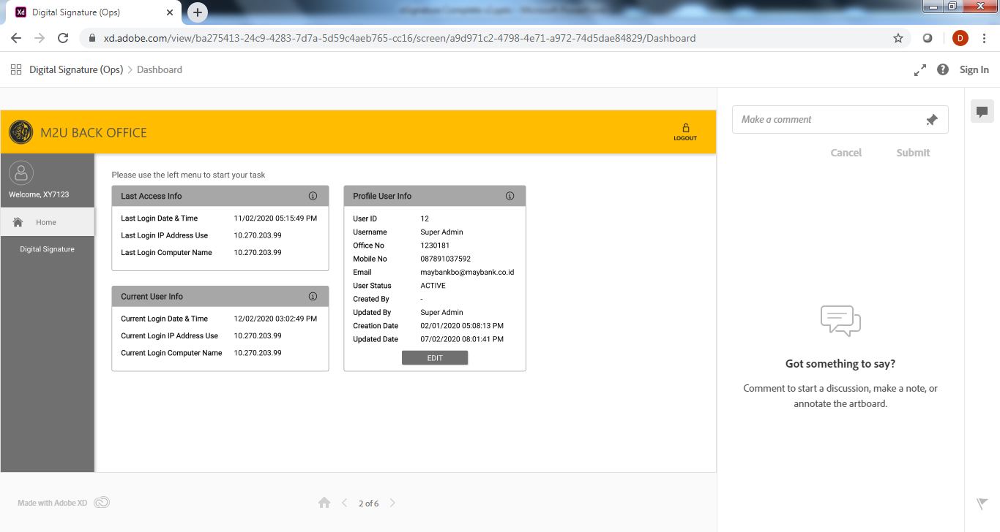 Digital Signature (Ops)
xd.adobe.com/view/ba275413-24c9-4283-7d7a-5d59c4aeb765-cc16/screen/a9d971c2-4798-4e71-a972-74d5dae84829/Dashboard
D
Digital Signature (Ops) > Dashboard
Sign In
M2U BACK OFFICE
LOGOUT
Welcome, XY7123
Home
Digital Signature
Please use the left menu to start your task
Last Access Info
Last Login Date & Time 11/02/2020 05:15:49 PM
Last Login IP Address Use 10.270.203.99
Last Login Computer Name 10.270.203.99
Current User Info
Current Login Date & Time 12/02/2020 03:02:49 PM
Current Login IP Address Use 10.270.203.99
Current Login Computer Name 10.270.203.99
Profile User Info
User ID 12
Username Super Admin
Office No 1230181
Mobile No 087891037592
Email maybankbo@maybank.co.id
User Status ACTIVE
Created By -
Updated By Super Admin
Creation Date 02/01/2020 05:08:13 PM
Updated Date 07/02/2020 08:01:41 PM
EDIT
Make a comment
Cancel Submit
Got something to say?
Comment to start a discussion, make a note, or
annotate the artboard.
Made with Adobe XD
2 of 6